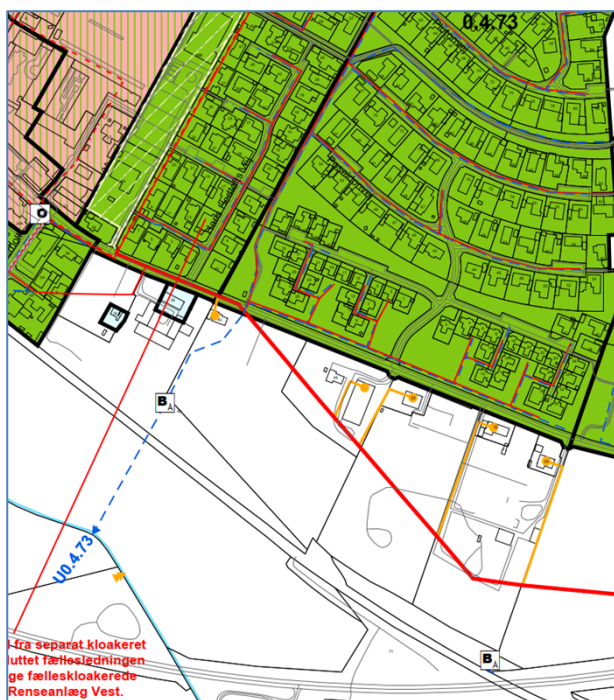 0.4.73
O
B
A
U0.4.73
B
A
l fra separat kloakeret
luttet fællesledningen
ge fælleskloakerede
Renseanlæg Vest.